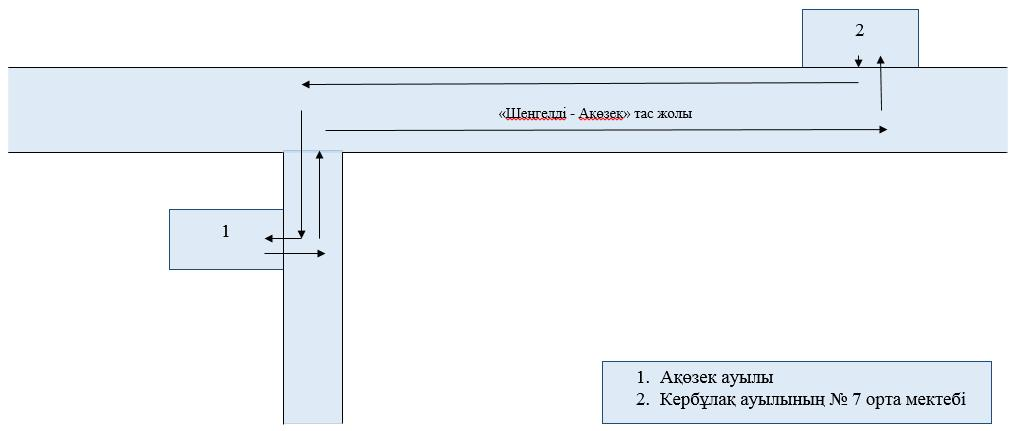 2
«Шеңгелді - Ақөзек» тас жолы
1
1. Ақөзек ауылы
2. Кербұлақ ауылының № 7 орта мектебі